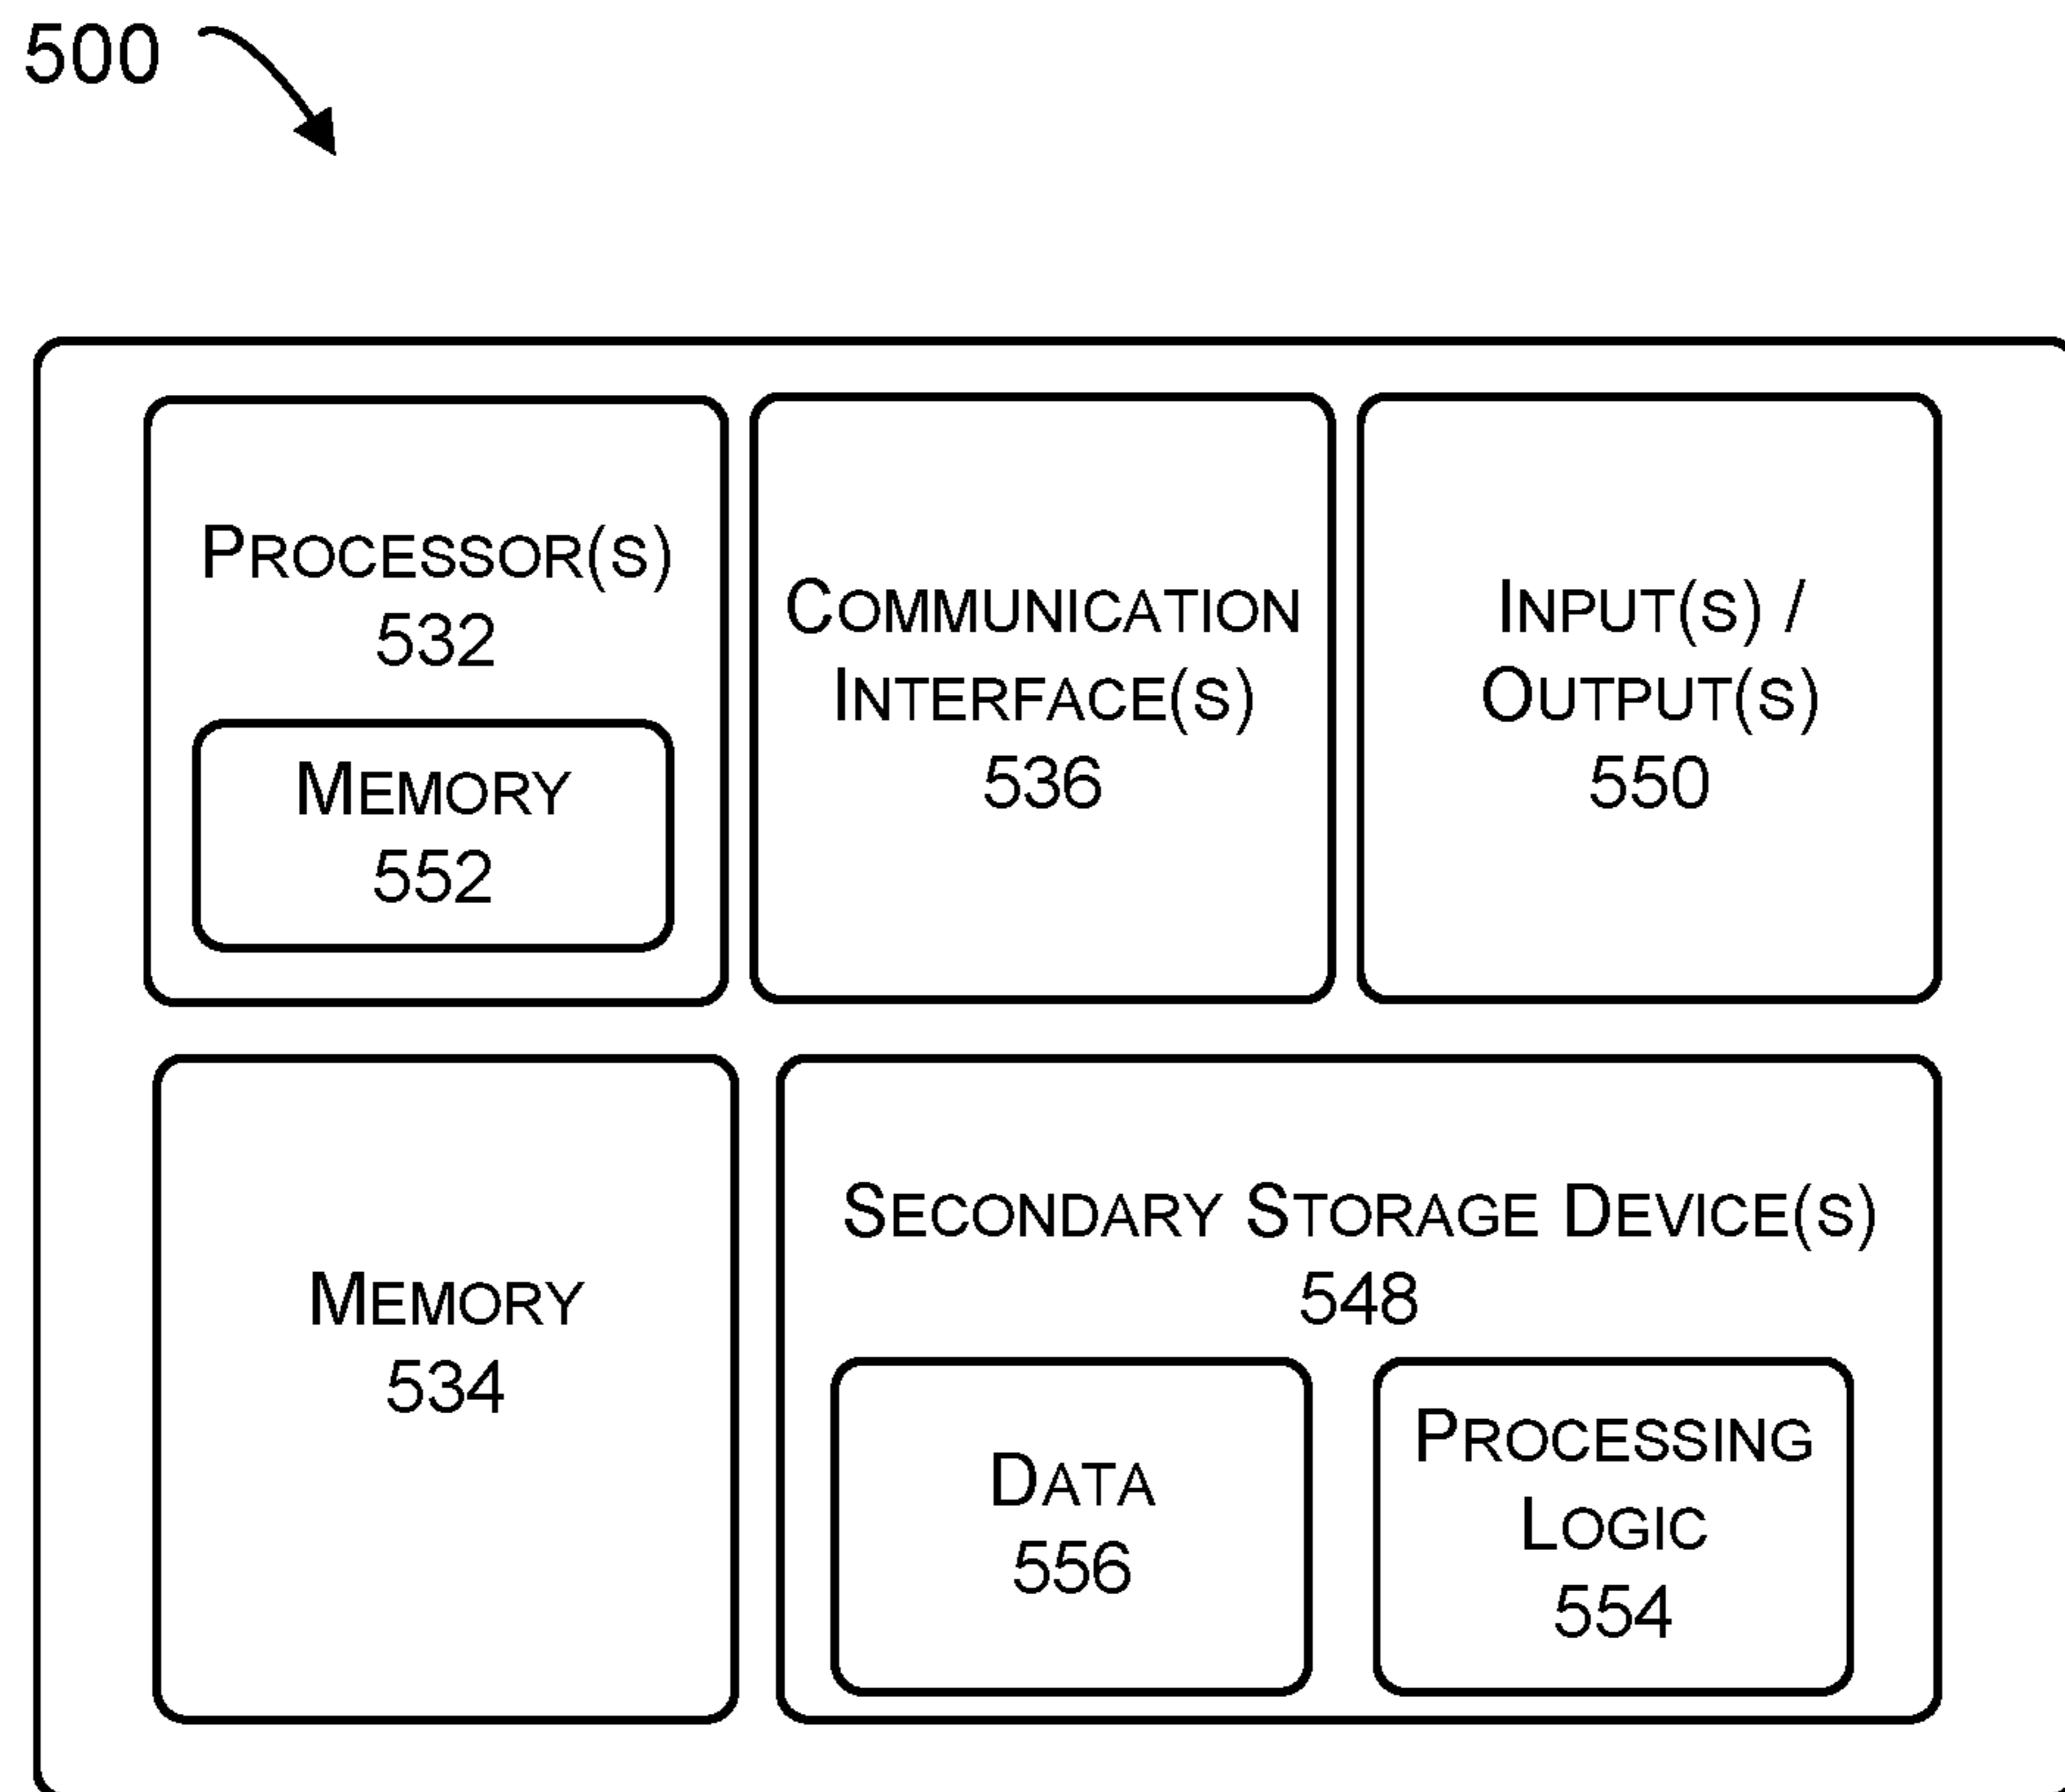 500
PROCESSOR(S)
532
MEMORY
552
COMMUNICATION
INTERFACE(S)
536
INPUT(S) /
OUTPUT(S)
550
MEMORY
534
SECONDARY STORAGE DEVICE(S)
548
DATA
556
PROCESSING
LOGIC
554